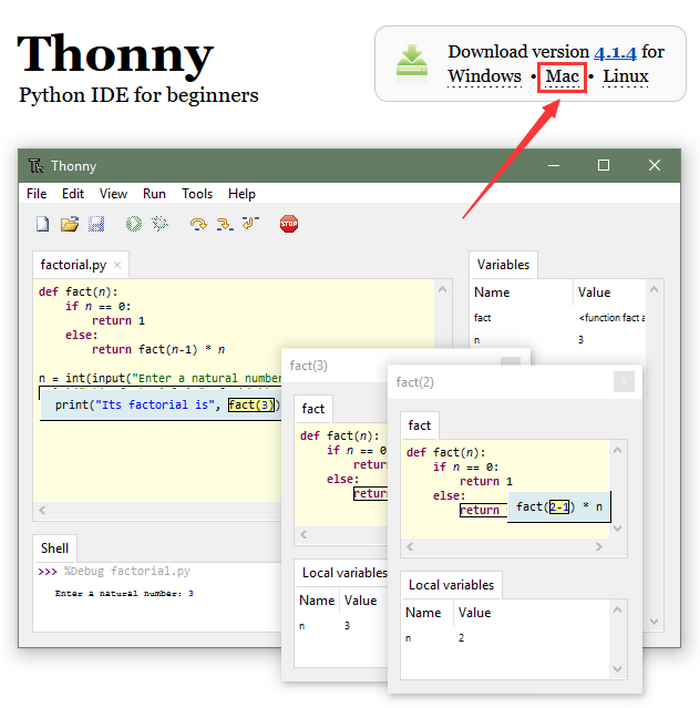 Thonny
Python IDE for beginners
Download version 4.1.4 for
Windows • Mac • Linux
Thonny
File Edit View Run Tools Help
STOP
factorial.py
def fact(n):
    if n == 0:
        return 1
    else:
        return fact(n-1) * n
n = int(input("Enter a natural number
print("Its factorial is", fact(3))
Variables
Name Value
fact <function fact a
n 3
Shell
>>> %Debug factorial.py
Enter a natural number: 3
fact(3)
fact
def fact(n):
    if n == 0:
        return
    else:
        return
Local variables
Name Value
n 3
fact(2)
fact
def fact(n):
    if n == 0:
        return 1
    else:
        return
fact(2-1) * n
Local variables
Name Value
n 2